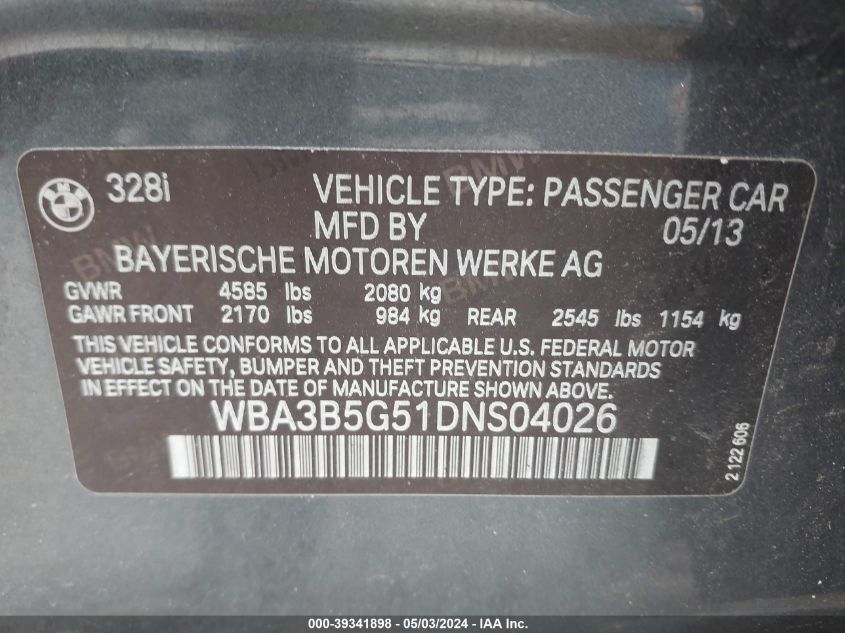 BMW 328i VEHICLE TYPE: PASSENGER CAR
MFD BY 05/13
BAYERISCHE MOTOREN WERKE AG
GVWR 4585 lbs 2080 kg
GAWR FRONT 2170 lbs 984 kg REAR 2545 lbs 1154 kg
THIS VEHICLE CONFORMS TO ALL APPLICABLE U.S. FEDERAL MOTOR
VEHICLE SAFETY, BUMPER AND THEFT PREVENTION STANDARDS
IN EFFECT ON THE DATE OF MANUFACTURE SHOWN ABOVE.
WBA3B5G51DNS04026
2 122 606
000-39341898 - 05/03/2024 - IAA Inc.